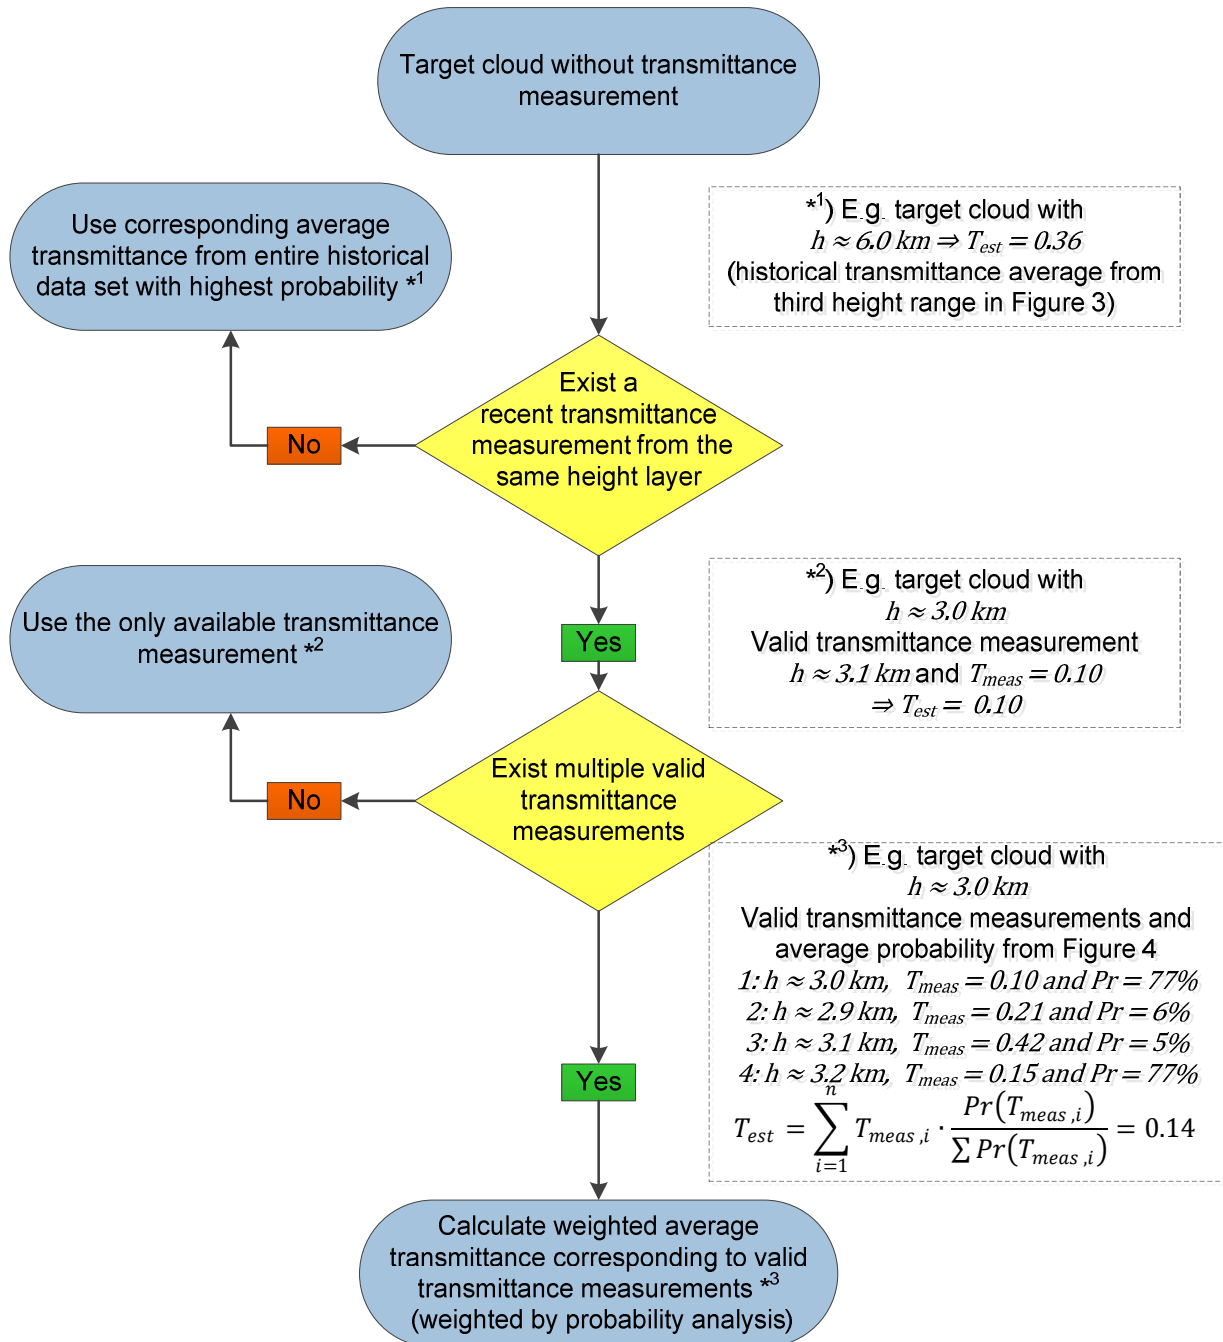 Target cloud without transmittance
measurement
Use corresponding average
transmittance from entire historical
data set with highest probability *1
*1) E.g. target cloud with
h ≈ 6.0 km ⇒ Test = 0.36
(historical transmittance average from
third height range in Figure 3)
Exist a
recent transmittance
measurement from the
same height layer
No
Yes
*2) E.g. target cloud with
h ≈ 3.0 km
Valid transmittance measurement
h ≈ 3.1 km and Tmeas = 0.10
⇒ Test = 0.10
Use the only available transmittance
measurement *2
Exist multiple valid
transmittance
measurements
No
*3) E.g. target cloud with
h ≈ 3.0 km
Valid transmittance measurements and
average probability from Figure 4
1: h ≈ 3.0 km, Tmeas = 0.10 and Pr = 77%
2: h ≈ 2.9 km, Tmeas = 0.21 and Pr = 6%
3: h ≈ 3.1 km, Tmeas = 0.42 and Pr = 5%
4: h ≈ 3.2 km, Tmeas = 0.15 and Pr = 77%
Test = ∑_{i=1}^{n} Tmeas,i · Pr(Tmeas,i) / ∑ Pr(Tmeas,i) = 0.14
Yes
Calculate weighted average
transmittance corresponding to valid
transmittance measurements *3
(weighted by probability analysis)